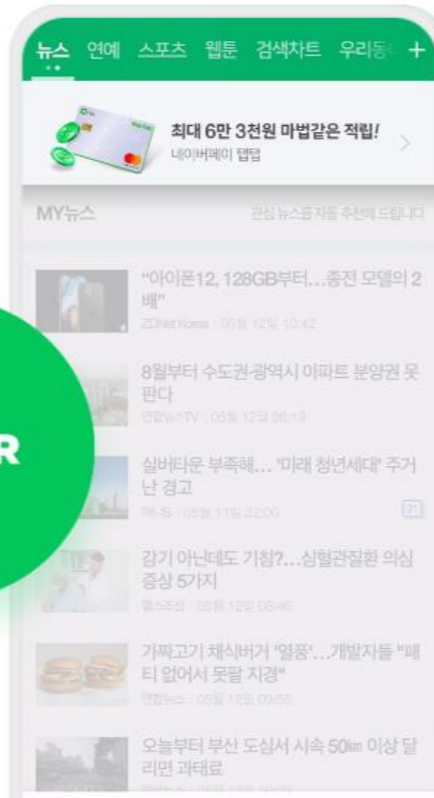 뉴스 연예 스포츠 웹툰 검색차트 우리동 +
최대 6만 3천원 마법같은 적립!
네이버페이 탭탭
MY뉴스 관심 뉴스를 자동 추천해 드립니다
"아이폰12, 128GB부터...종전 모델의 2
배"
ZDNet Korea 05월 12일 10:42
8월부터 수도권·광역시 아파트 분양권 못
판다
연합뉴스TV 05월 12일 06:19
R
실버타운 부족해... '미래 청년세대' 주거
난 경고
05월 11일 22:00
감기 아닌데도 기침?...심혈관질환 의심
증상 5가지
헬스조선 05월 12일 08:46
가짜고기 채식버거 '열풍'...개발자들 "패
티 없어서 못팔 지경"
연합뉴스 05월 12일 09:55
오늘부터 부산 도심서 시속 50㎞ 이상 달
리면 과태료